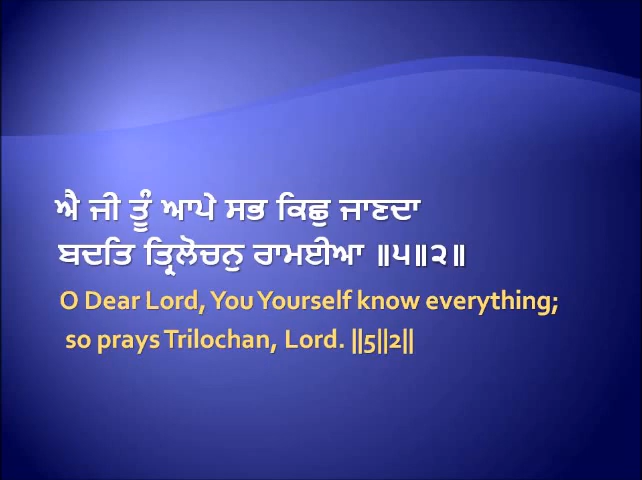 ਐ ਜੀ ਤੂੰ ਆਪੇ ਸਭ ਕਿਛੁ ਜਾਣਦਾ
ਬਦਤਿ ਤ੍ਰਿਲੋਚਨੁ ਰਾਮਈਆ ॥੫॥੨॥
O Dear Lord, You Yourself know everything;
so prays Trilochan, Lord. ||5||2||